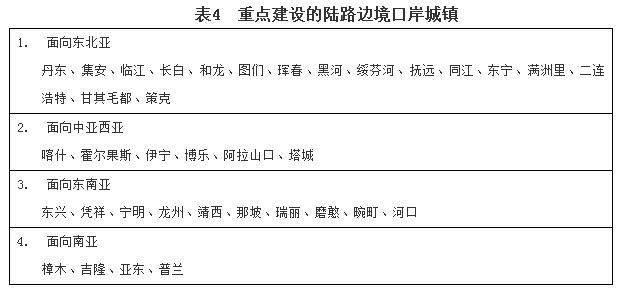 表4 重点建设的陆路边境口岸城镇
1. 面向东北亚
丹东、集安、临江、长白、和龙、图们、珲春、黑河、绥芬河、抚远、同江、东宁、满洲里、二连
浩特、甘其毛都、策克
2. 面向中亚西亚
喀什、霍尔果斯、伊宁、博乐、阿拉山口、塔城
3. 面向东南亚
东兴、凭祥、宁明、龙州、靖西、那坡、瑞丽、磨憨、畹町、河口
4. 面向南亚
樟木、吉隆、亚东、普兰